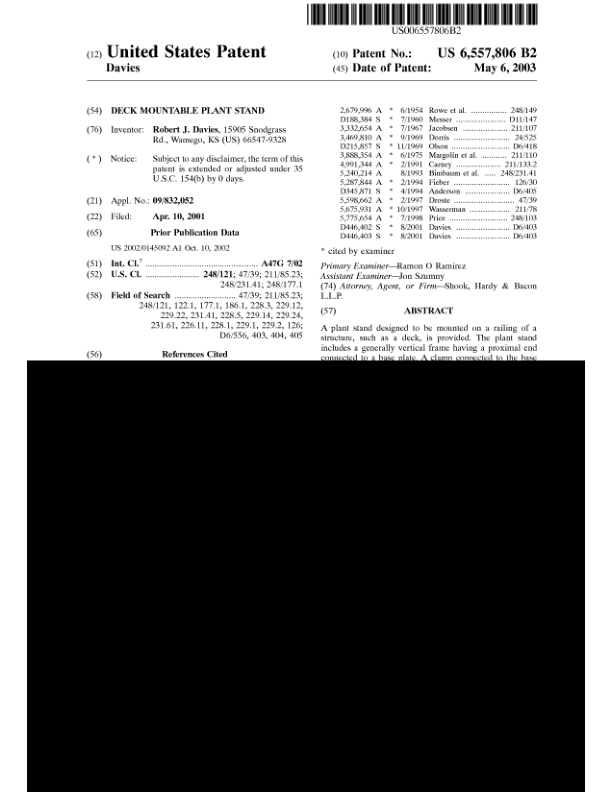 US006557806B2
(12) United States Patent
Davies
(10) Patent No.: US 6,557,806 B2
(45) Date of Patent: May 6, 2003
(54) DECK MOUNTABLE PLANT STAND
(76) Inventor: Robert J. Davies, 15905 Snodgrass
Rd., Wamego, KS (US) 66547-9328
(*) Notice: Subject to any disclaimer, the term of this
patent is extended or adjusted under 35
U.S.C. 154(b) by 0 days.
(21) Appl. No.: 09/832,052
(22) Filed: Apr. 10, 2001
(65) Prior Publication Data
US 2002/0145092 A1 Oct. 10, 2002
(51) Int. Cl.7 ................................................ A47G 7/02
(52) U.S. Cl. ....................... 248/121; 47/39; 211/85.23;
248/231.41; 248/177.1
(58) Field of Search .......................... 47/39; 211/85.23;
248/121, 122.1, 177.1, 186.1, 228.3, 229.12,
229.22, 231.41, 228.5, 229.14, 229.24,
231.61, 226.11, 228.1, 229.1, 229.2, 126;
D6/556, 403, 404, 405
(56) References Cited
2,679,996 A * 6/1954 Rowe et al. ................ 248/149
D188,384 S * 7/1960 Messer ...................... D11/147
3,332,654 A * 7/1967 Jacobsen .................... 211/107
3,469,810 A * 9/1969 Dorris ......................... 24/525
D215,857 S * 11/1969 Olson .......................... D6/418
3,888,354 A * 6/1975 Margolin et al. ........... 211/110
4,991,344 A * 2/1991 Carney .................... 211/133.2
5,240,214 A 8/1993 Birnbaum et al. ..... 248/231.41
5,287,844 A * 2/1994 Fieber ......................... 126/30
D345,871 S * 4/1994 Anderson .................... D6/405
5,598,662 A * 2/1997 Droste .......................... 47/39
5,675,931 A * 10/1997 Wasserman .................. 211/78
5,775,654 A * 7/1998 Price .......................... 248/103
D446,402 S * 8/2001 Davies ........................ D6/403
D446,403 S * 8/2001 Davies ........................ D6/403
* cited by examiner
Primary Examiner—Ramon O Ramirez
Assistant Examiner—Jon Szumny
(74) Attorney, Agent, or Firm—Shook, Hardy & Bacon
L.L.P.
(57) ABSTRACT
A plant stand designed to be mounted on a railing of a
structure, such as a deck, is provided. The plant stand
includes a generally vertical frame having a proximal end
connected to a base plate. A clamp connected to the base